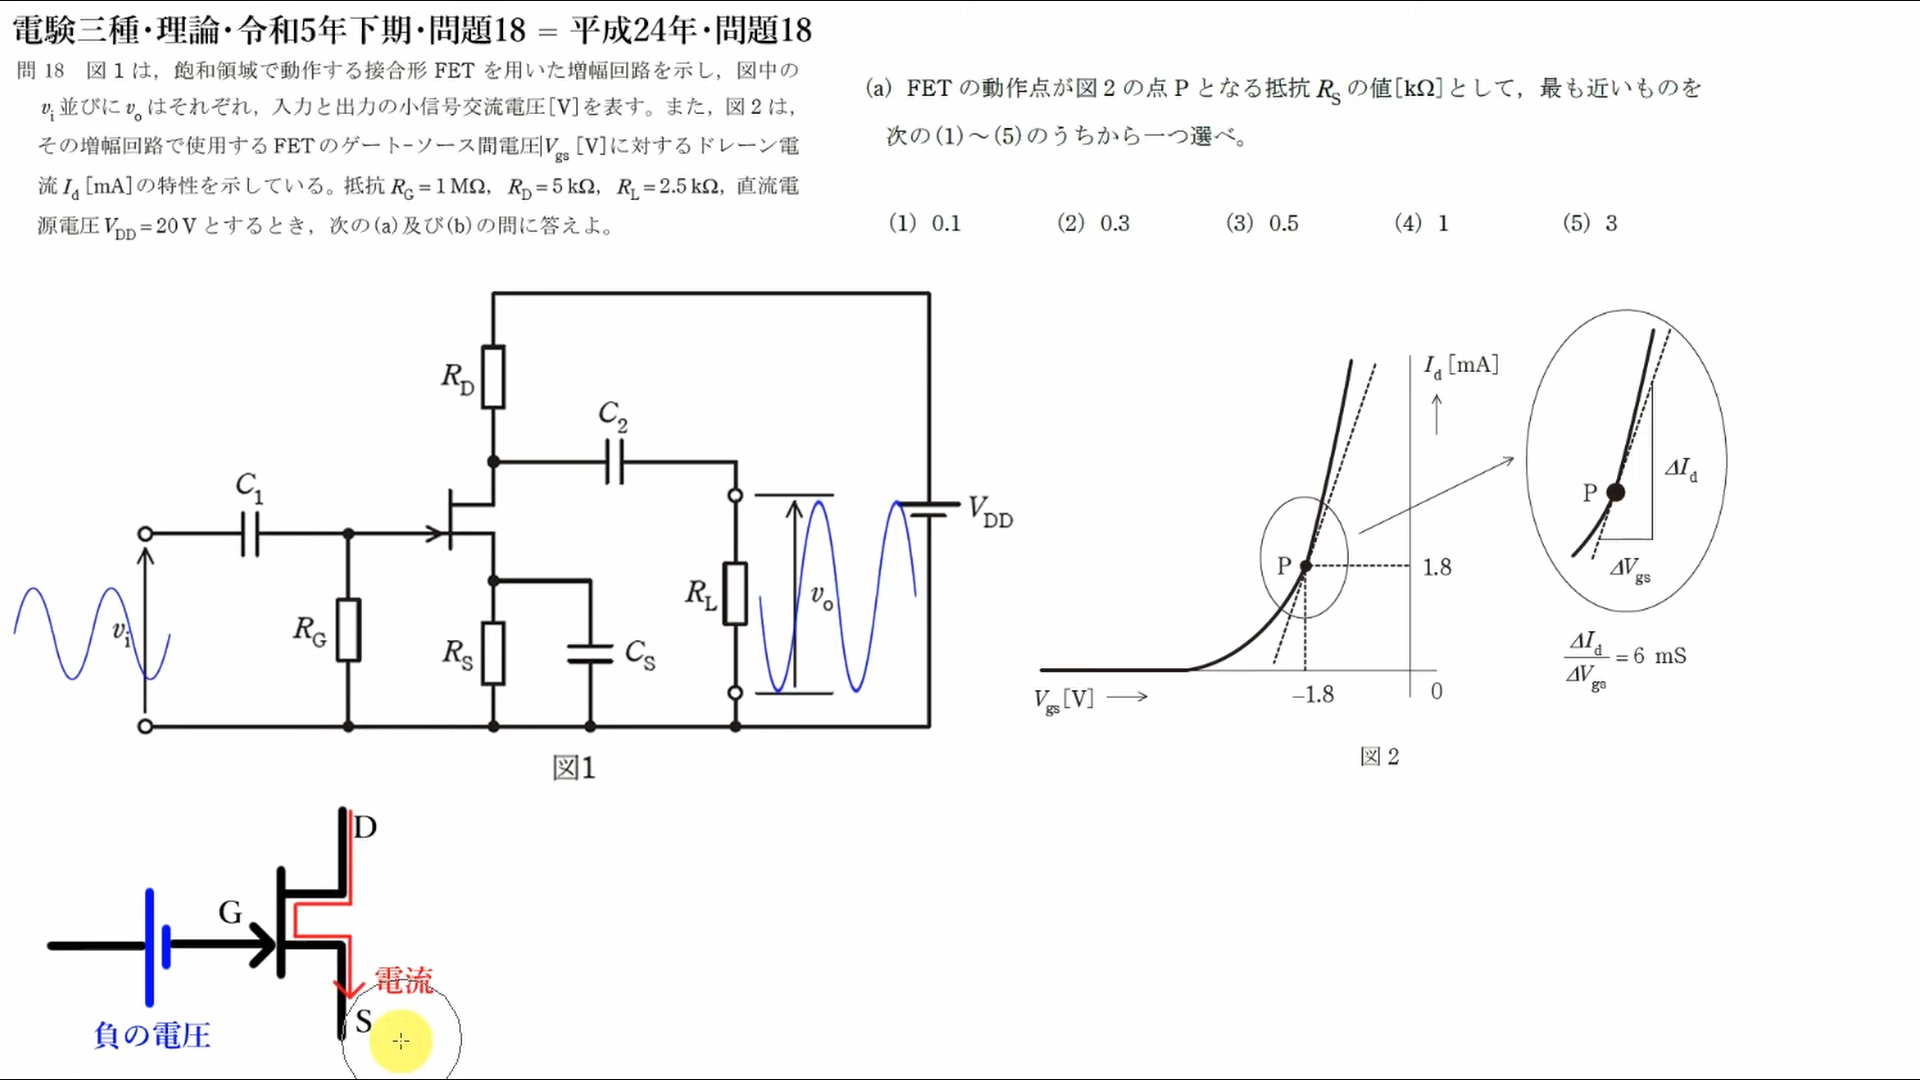 電験三種・理論・令和5年下期・問題18 = 平成24年・問題18
問 18 図 1 は，飽和領域で動作する接合形 FET を用いた増幅回路を示し，図中の
vi 並びに vo はそれぞれ，入力と出力の小信号交流電圧[V]を表す。また，図 2 は，
その増幅回路で使用する FET のゲート-ソース間電圧 Vgs [V]に対するドレーン電
流 Id [mA]の特性を示している。抵抗 RG = 1 MΩ，RD = 5 kΩ，RL = 2.5 kΩ，直流電
源電圧 VDD = 20 V とするとき，次の(a)及び(b)の問に答えよ。
(a) FET の動作点が図 2 の点 P となる抵抗 RS の値[kΩ]として，最も近いものを
次の(1)～(5)のうちから一つ選べ。
(1) 0.1 (2) 0.3 (3) 0.5 (4) 1 (5) 3
RD
C2
C1
VDD
vi
RG
RS
CS
RL
vo
図1
Id [mA]
P
1.8
Vgs [V]
-1.8
0
図 2
P
ΔId
ΔVgs
ΔId
ΔVgs
= 6 mS
D
G
電流
S
負の電圧